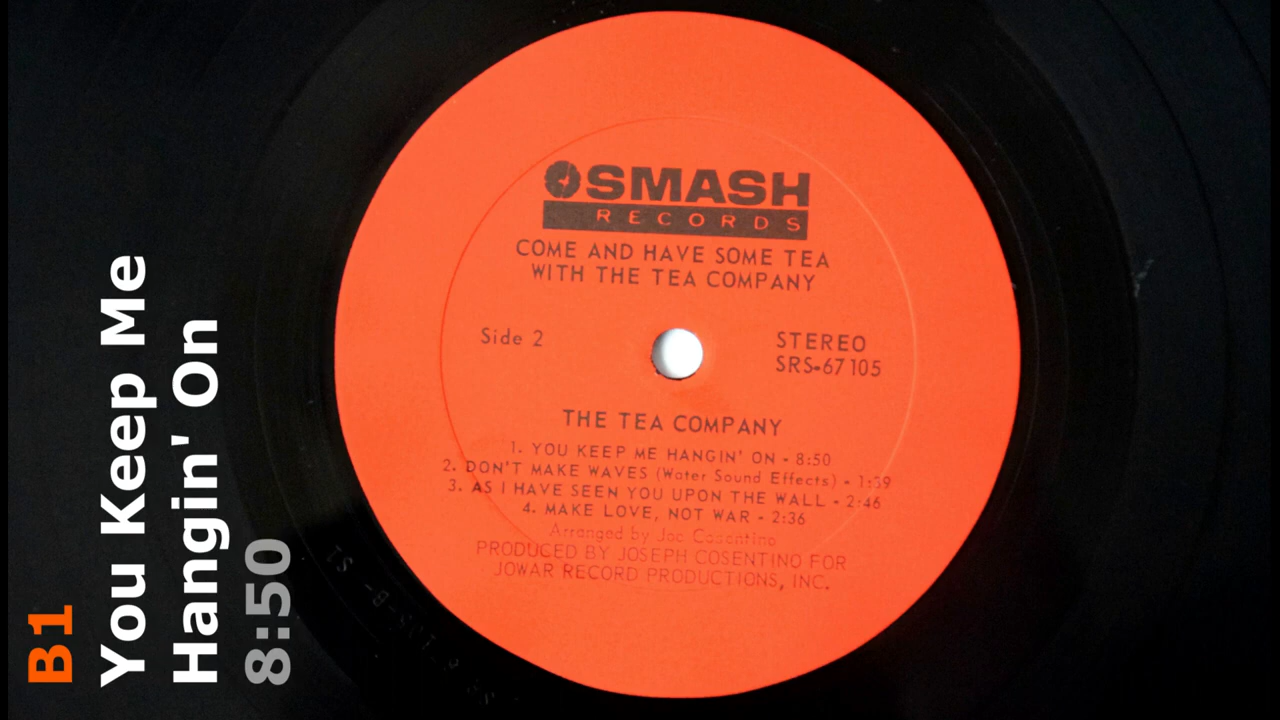 B1
You Keep Me
Hangin' On
8:50
SMASH
RECORDS
COME AND HAVE SOME TEA
WITH THE TEA COMPANY
Side 2
STEREO
SRS-67105
THE TEA COMPANY
1. YOU KEEP ME HANGIN' ON - 8:50
2. DON'T MAKE WAVES (Water Sound Effects) - 1:39
3. AS I HAVE SEEN YOU UPON THE WALL - 2:46
4. MAKE LOVE, NOT WAR - 2:36
Arranged by Joe Cosentino
PRODUCED BY JOSEPH COSENTINO FOR
JOWAR RECORD PRODUCTIONS, INC.